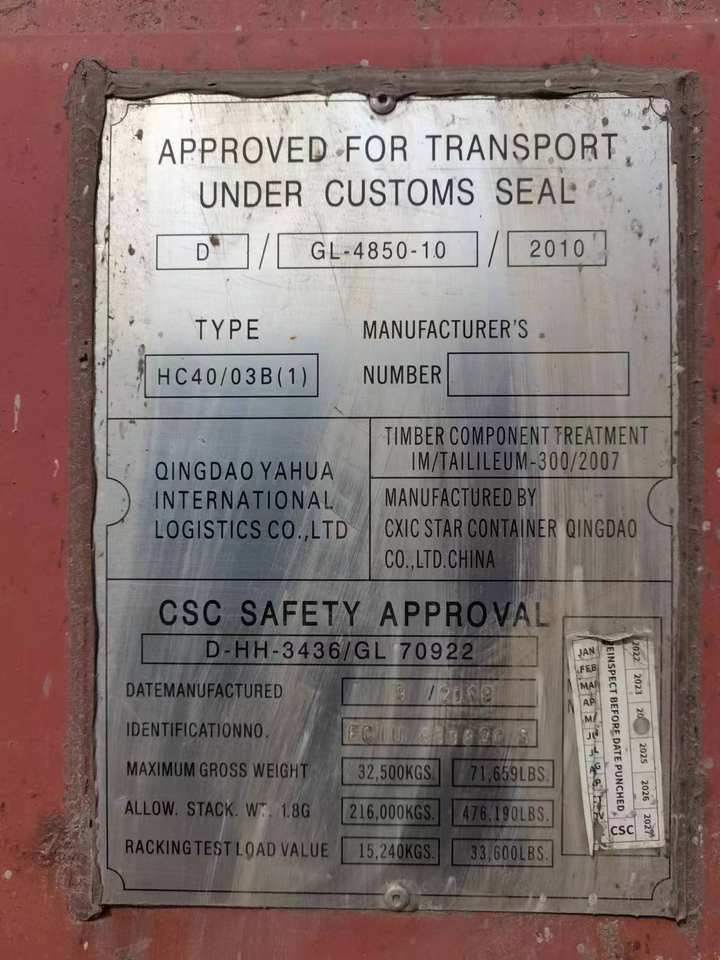 APPROVED FOR TRANSPORT
UNDER CUSTOMS SEAL
D / GL-4850-10 / 2010
TYPE
HC40/03B(1)
MANUFACTURER'S
NUMBER
QINGDAO YAHUA
INTERNATIONAL
LOGISTICS CO.,LTD
TIMBER COMPONENT TREATMENT
IM/TAILILEUM-300/2007
MANUFACTURED BY
CXIC STAR CONTAINER QINGDAO
CO.,LTD.CHINA
CSC SAFETY APPROVAL
D-HH-3436/GL 70922
DATEMANUFACTURED
IDENTIFICATIONNO.
MAXIMUM GROSS WEIGHT 32,500KGS. 71,659LBS.
ALLOW. STACK. WT. 1.8G 216,000KGS. 476,190LBS.
RACKING TEST LOAD VALUE 15,240KGS. 33,600LBS.
JAN
FEB
BEFORE DATE PUNCHED
2022
2023
2025
2026
2027
CSC